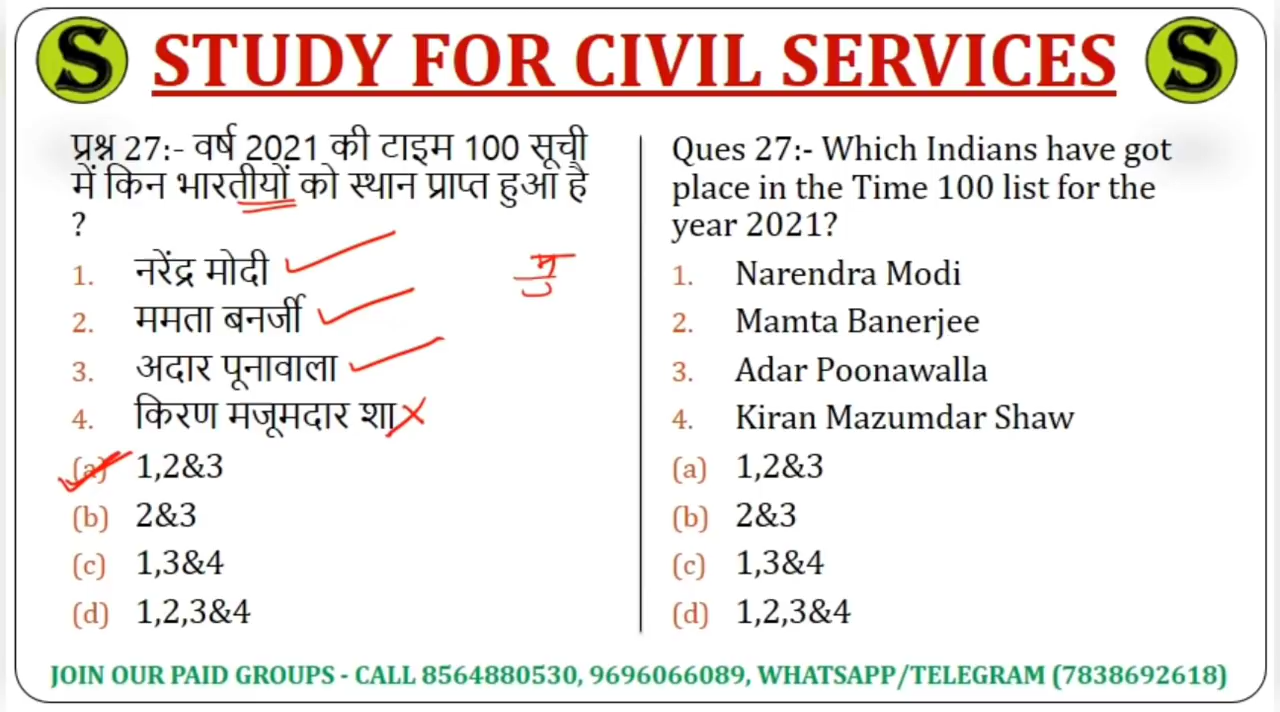 S STUDY FOR CIVIL SERVICES S
प्रश्न 27:- वर्ष 2021 की टाइम 100 सूची
में किन भारतीयों को स्थान प्राप्त हुआ है
?
1. नरेंद्र मोदी
2. ममता बनर्जी
3. अदार पूनावाला
4. किरण मजूमदार शा
(a) 1,2&3
(b) 2&3
(c) 1,3&4
(d) 1,2,3&4
Ques 27:- Which Indians have got
place in the Time 100 list for the
year 2021?
1. Narendra Modi
2. Mamta Banerjee
3. Adar Poonawalla
4. Kiran Mazumdar Shaw
(a) 1,2&3
(b) 2&3
(c) 1,3&4
(d) 1,2,3&4
JOIN OUR PAID GROUPS - CALL 8564880530, 9696066089, WHATSAPP/TELEGRAM (7838692618)